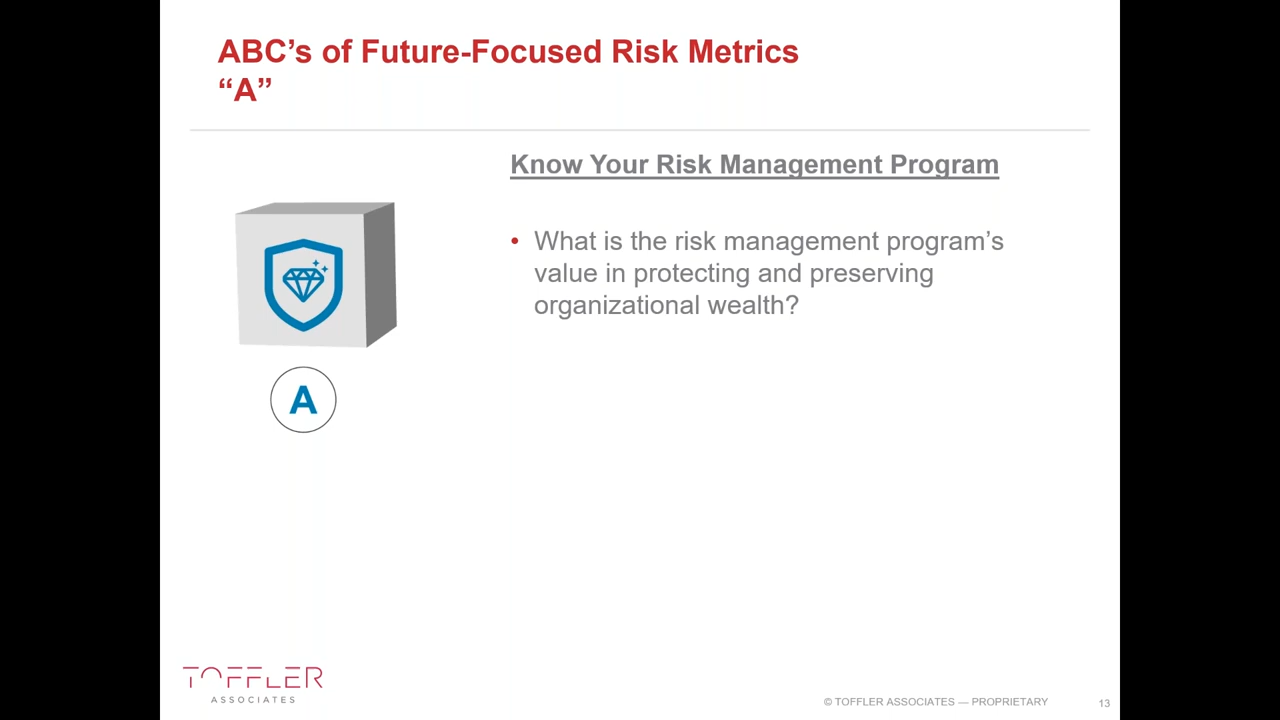 ABC’s of Future-Focused Risk Metrics
“A”
Know Your Risk Management Program
• What is the risk management program’s
value in protecting and preserving
organizational wealth?
A
TOFFLER
ASSOCIATES
© TOFFLER ASSOCIATES — PROPRIETARY
13